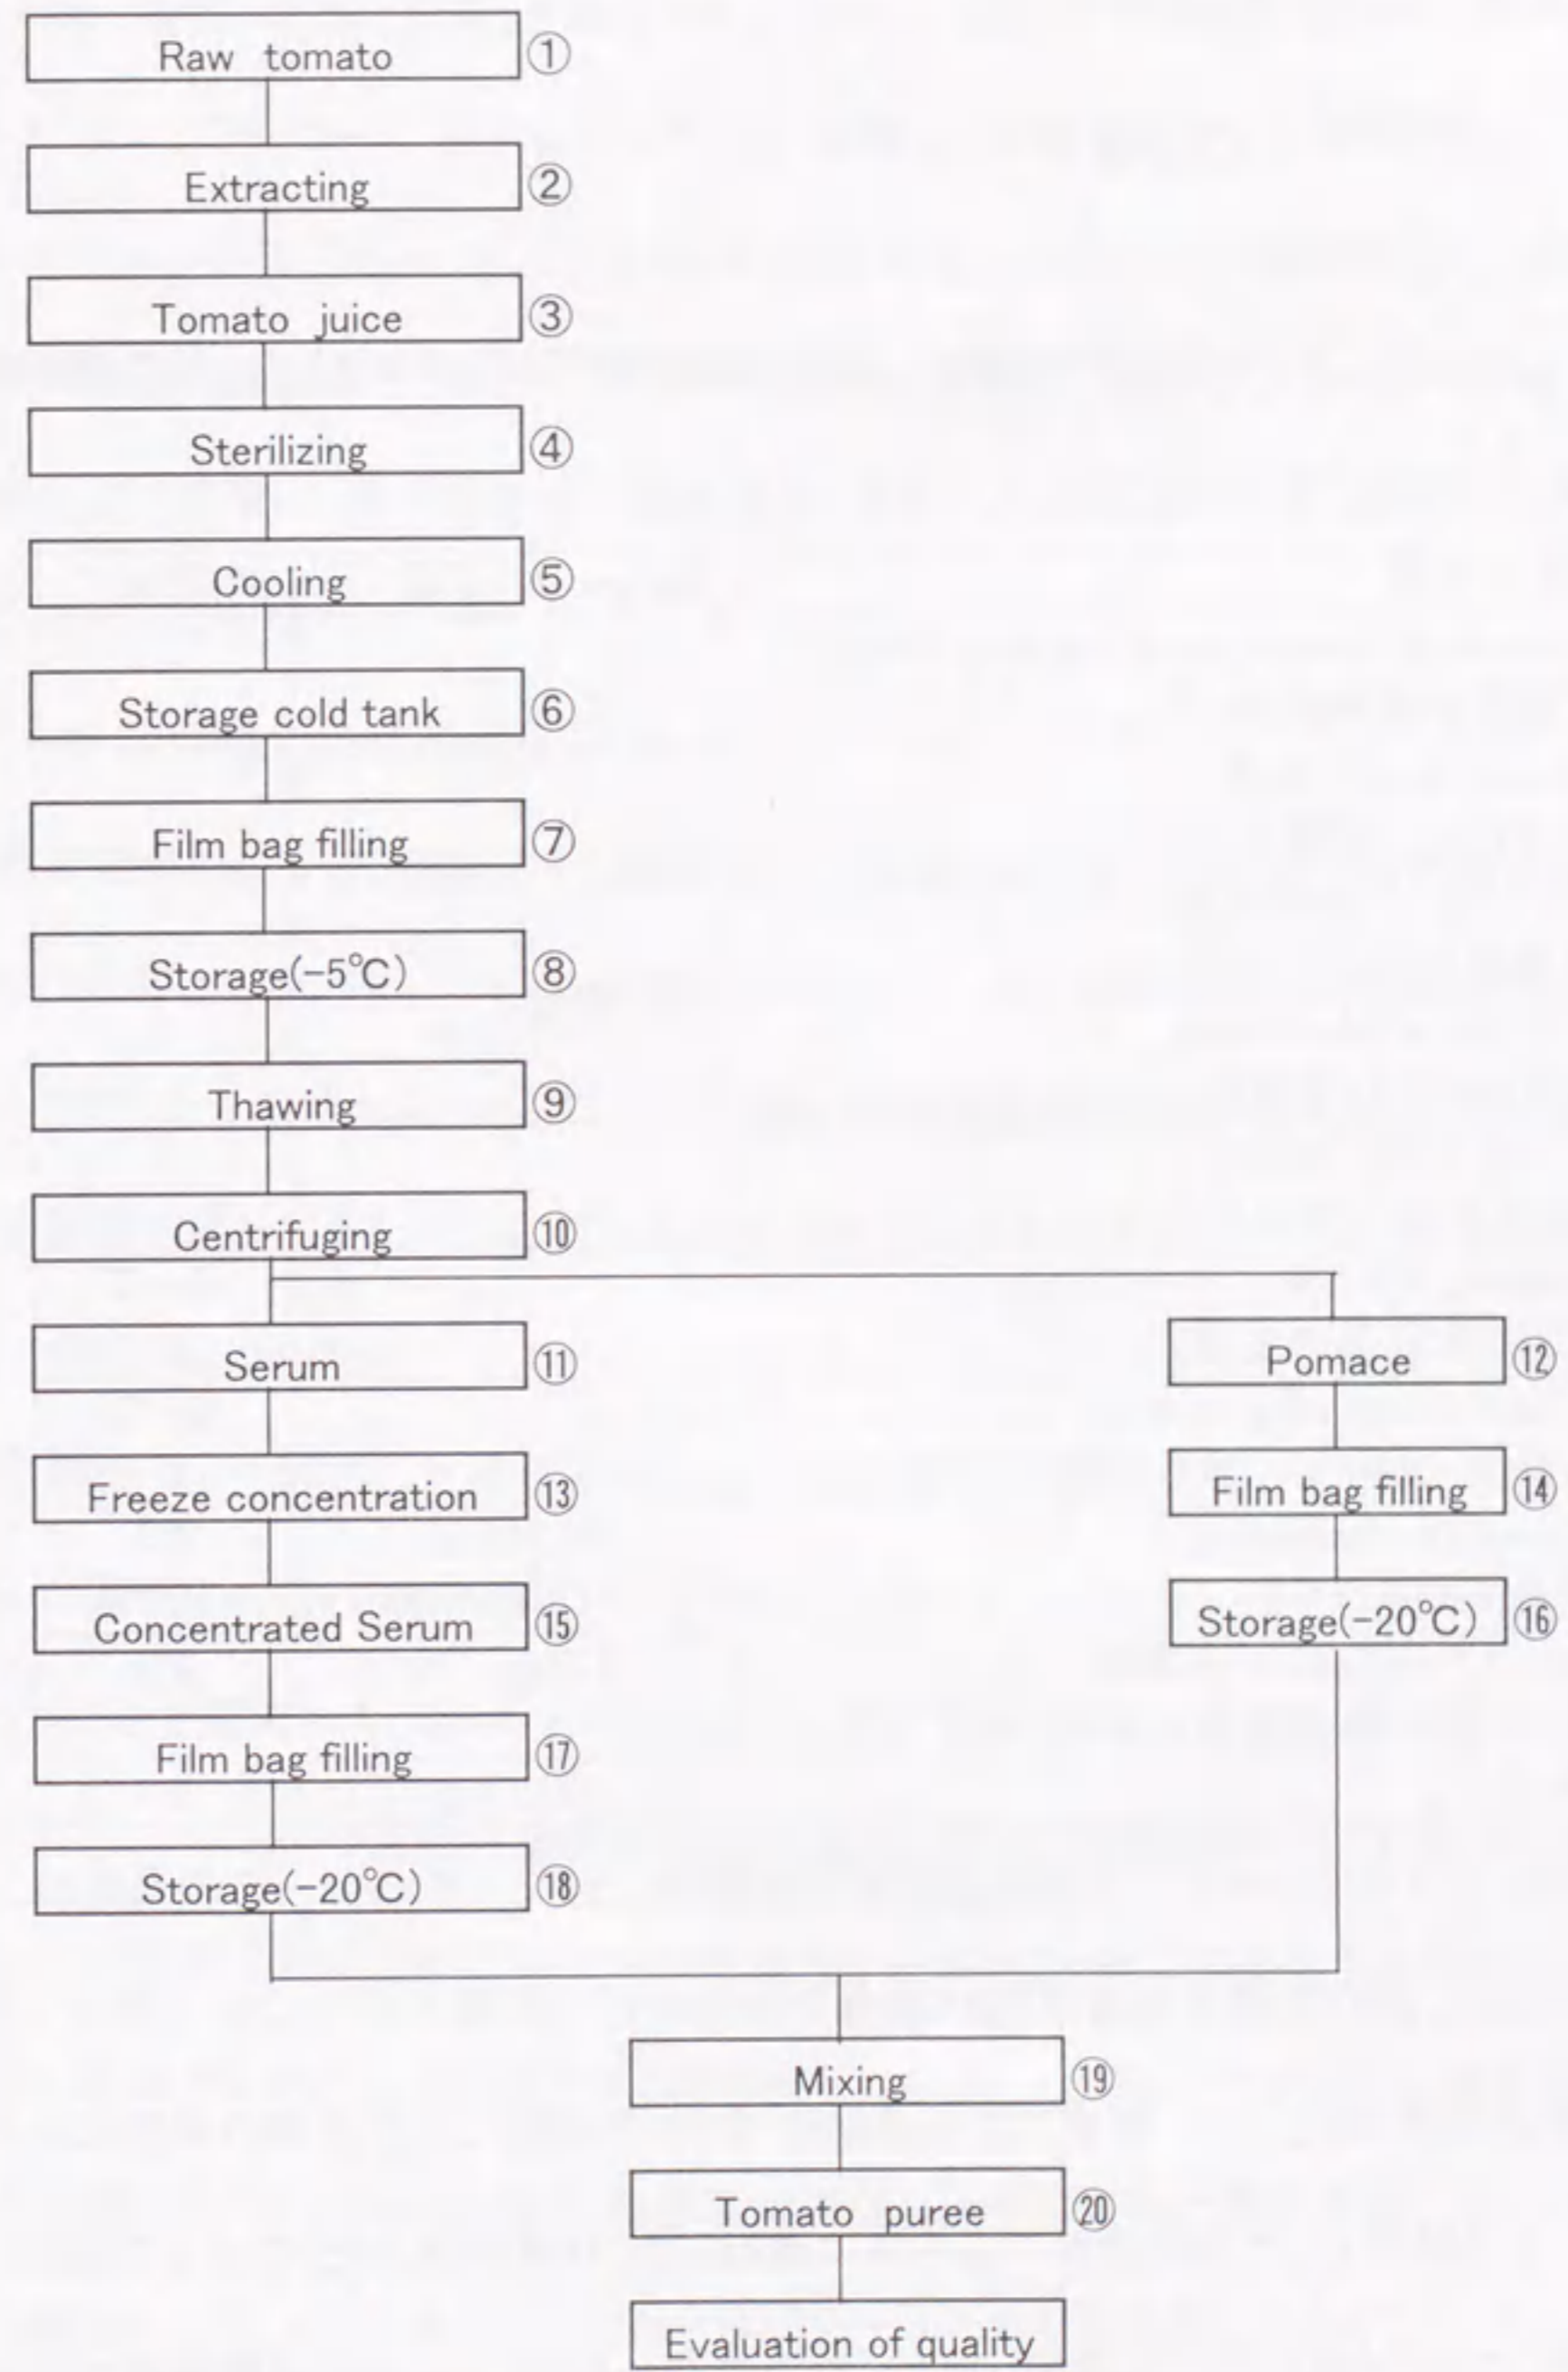 Raw tomato ①
Extracting ②
Tomato juice ③
Sterilizing ④
Cooling ⑤
Storage cold tank ⑥
Film bag filling ⑦
Storage(-5℃) ⑧
Thawing ⑨
Centrifuging ⑩
Serum ⑪
Pomace ⑫
Freeze concentration ⑬
Film bag filling ⑭
Concentrated Serum ⑮
Storage(-20℃) ⑯
Film bag filling ⑰
Storage(-20℃) ⑱
Mixing ⑲
Tomato puree ⑳
Evaluation of quality